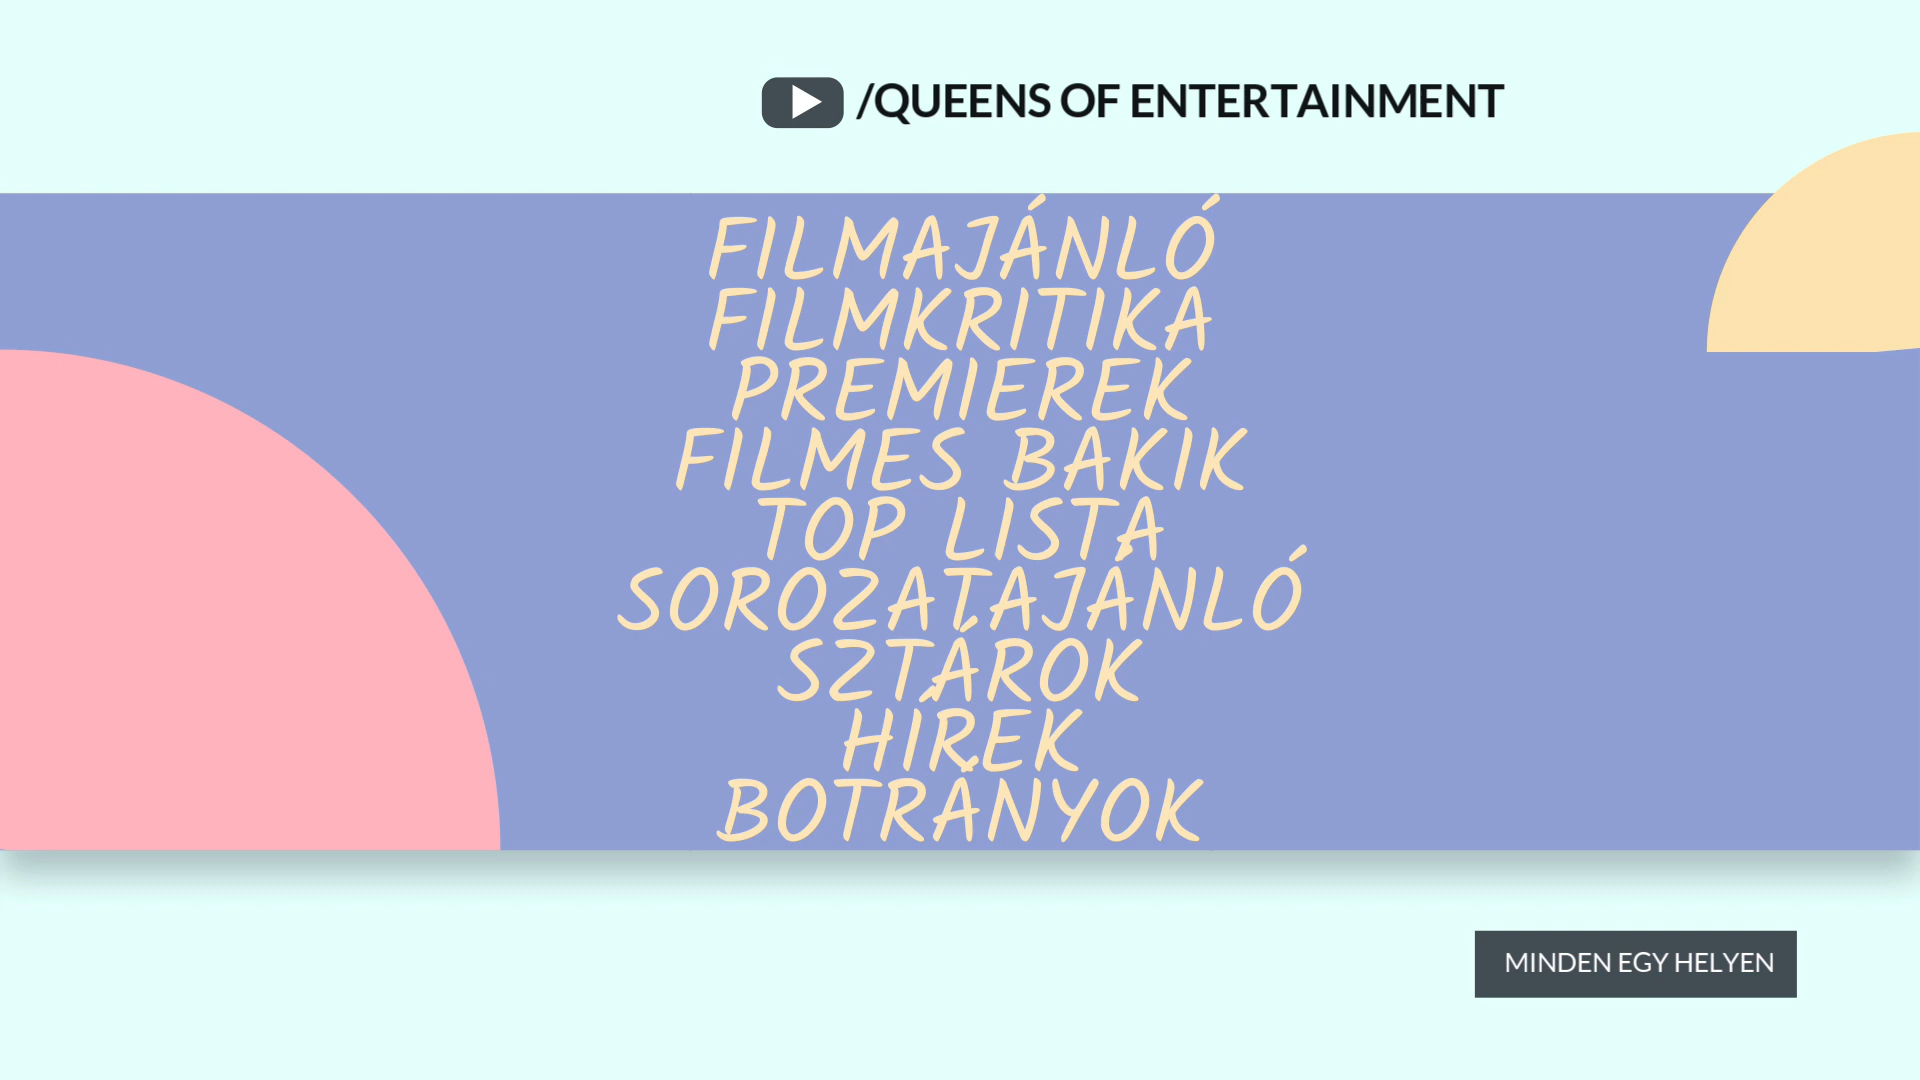 /QUEENS OF ENTERTAINMENT
FILMAJÁNLÓ
FILMKRITIKA
PREMIEREK
FILMES BAKIK
TOP LISTA
SOROZATAJÁNLÓ
SZTÁROK
HÍREK
BOTRÁNYOK
MINDEN EGY HELYEN